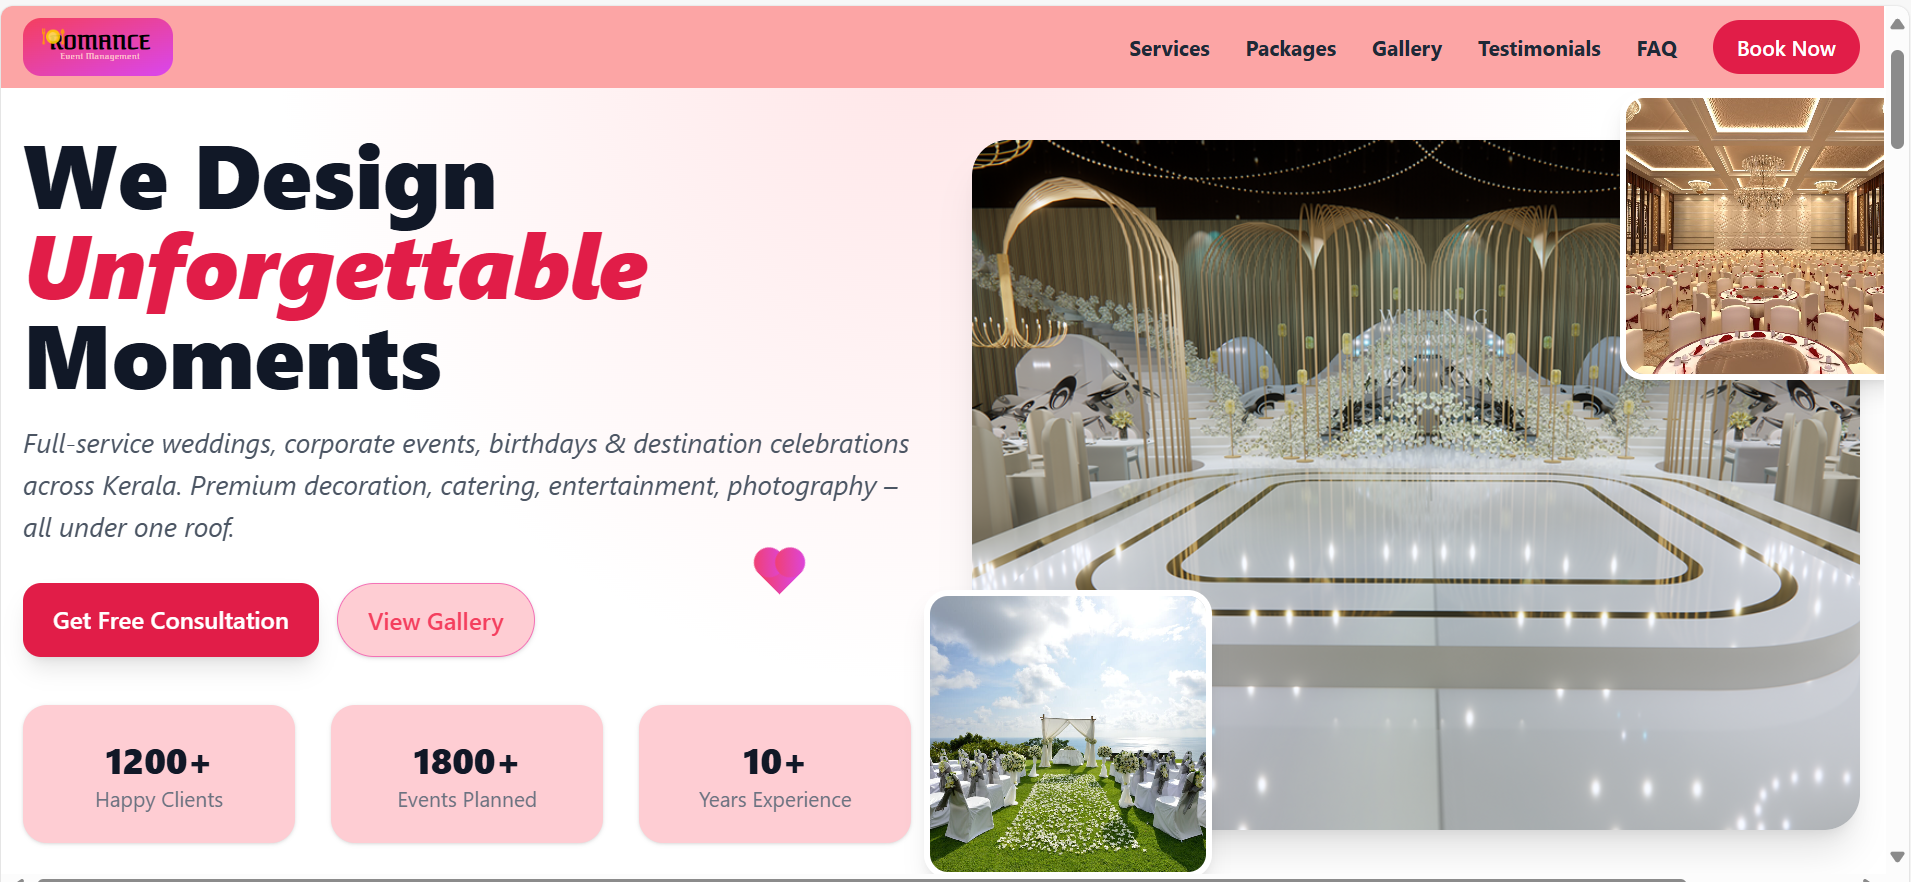 ROMANCE
Event Management
Services
Packages
Gallery
Testimonials
FAQ
Book Now
We Design
Unforgettable
Moments
Full-service weddings, corporate events, birthdays & destination celebrations
across Kerala. Premium decoration, catering, entertainment, photography –
all under one roof.
Get Free Consultation
View Gallery
1200+
Happy Clients
1800+
Events Planned
10+
Years Experience